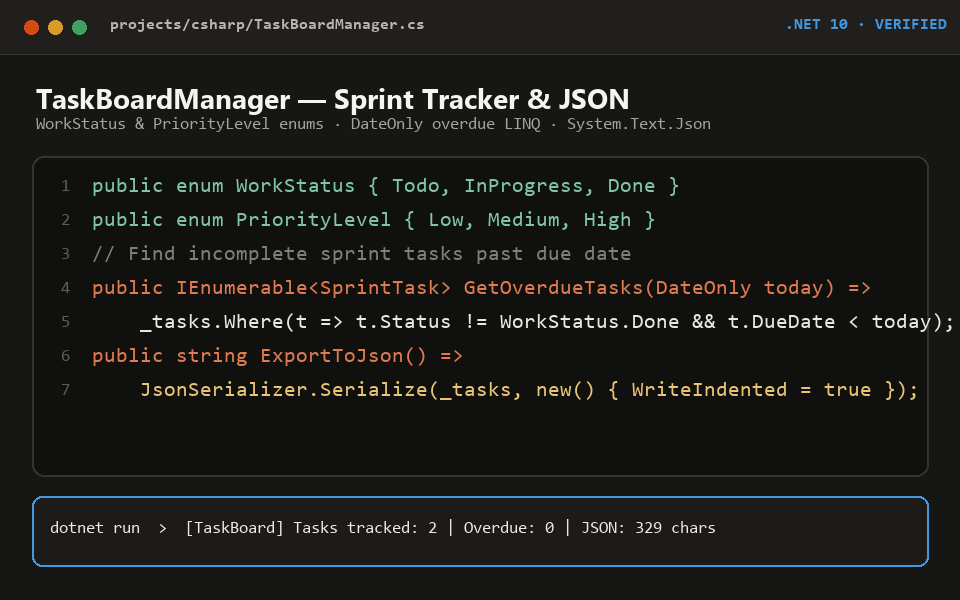 projects/csharp/TaskBoardManager.cs
.NET 10 · VERIFIED
TaskBoardManager — Sprint Tracker & JSON
WorkStatus & PriorityLevel enums · DateOnly overdue LINQ · System.Text.Json
1 public enum WorkStatus { Todo, InProgress, Done }
2 public enum PriorityLevel { Low, Medium, High }
3 // Find incomplete sprint tasks past due date
4 public IEnumerable<SprintTask> GetOverdueTasks(DateOnly today) =>
5     _tasks.Where(t => t.Status != WorkStatus.Done && t.DueDate < today);
6 public string ExportToJson() =>
7     JsonSerializer.Serialize(_tasks, new() { WriteIndented = true });
dotnet run  >  [TaskBoard] Tasks tracked: 2 | Overdue: 0 | JSON: 329 chars